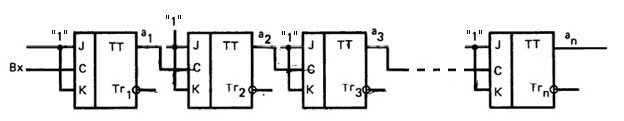 "1" J TT a1
Bx C
K Tr1
"1" J TT a2
C
K Tr2
"1" J TT a3
C
K Tr3
"1" J TT an
C
K Trn